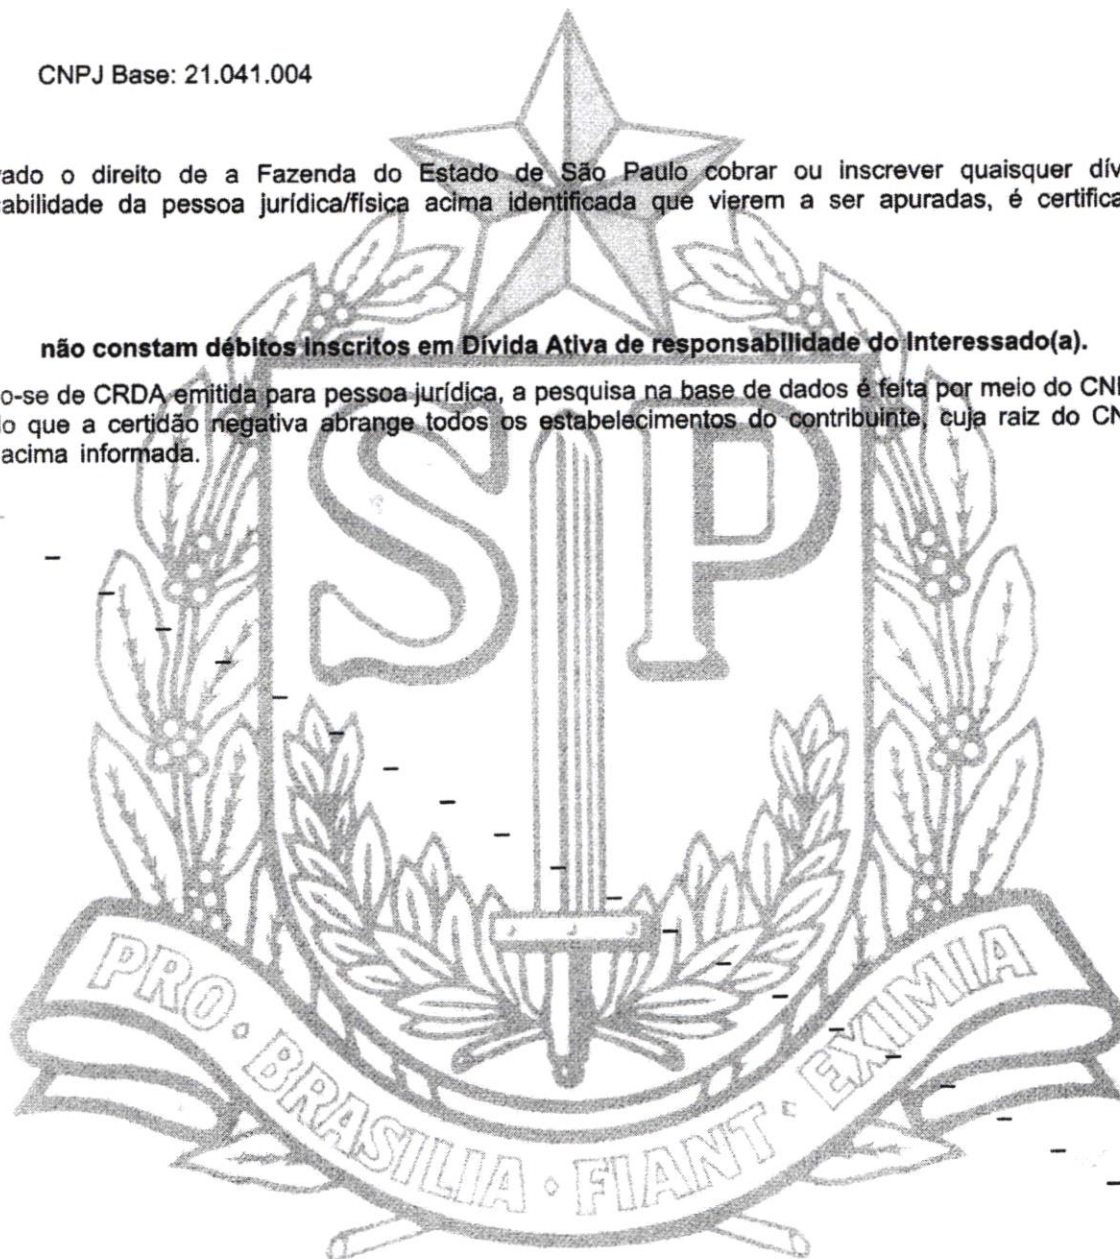 CNPJ Base: 21.041.004
vado o direito de a Fazenda do Estado de São Paulo cobrar ou inscrever quaisquer dív
abilidade da pessoa jurídica/física acima identificada que vierem a ser apuradas, é certifica
não constam débitos inscritos em Dívida Ativa de responsabilidade do Interessado(a).
o-se de CRDA emitida para pessoa jurídica, a pesquisa na base de dados é feita por meio do CN
o que a certidão negativa abrange todos os estabelecimentos do contribuinte, cuja raiz do CN
acima informada.
SP
PRO · BRASILIA · FIANT · EXIMIA